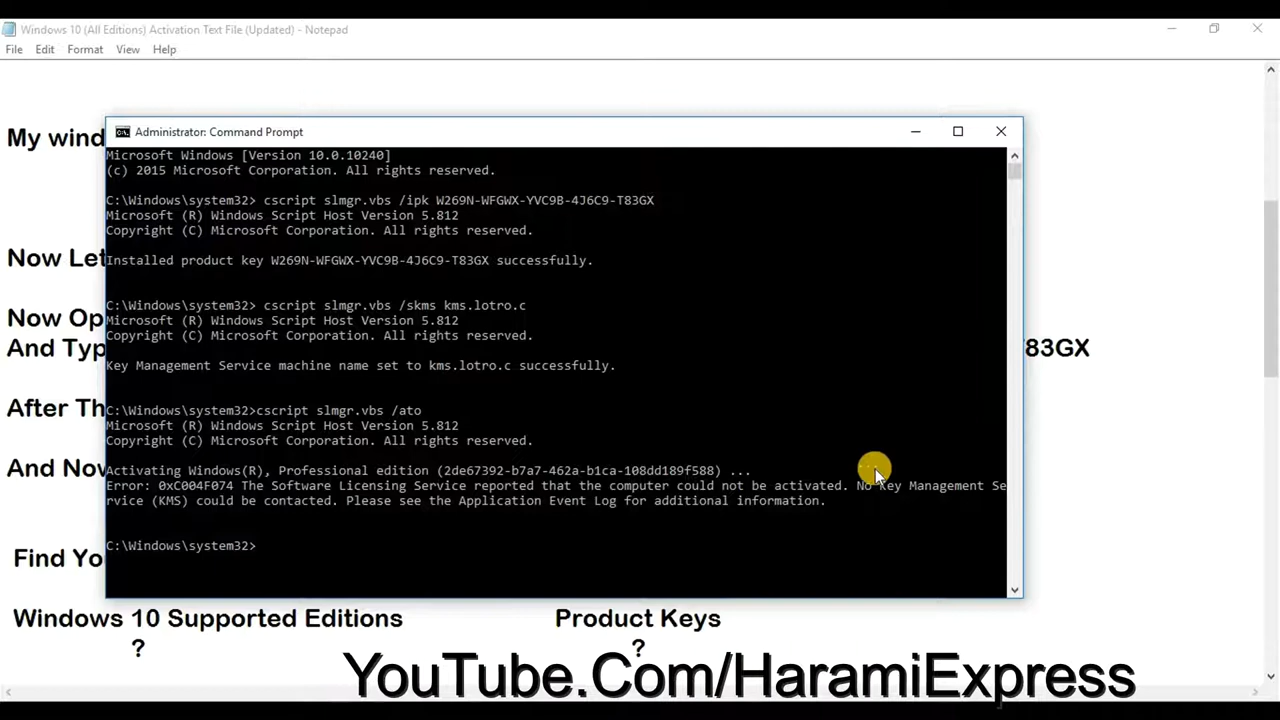 Windows 10 (All Editions) Activation Text File (Updated) - Notepad
File Edit Format View Help
My wind
Administrator: Command Prompt
Microsoft Windows [Version 10.0.10240]
(c) 2015 Microsoft Corporation. All rights reserved.
C:\Windows\system32> cscript slmgr.vbs /ipk W269N-WFGWX-YVC9B-4J6C9-T83GX
Microsoft (R) Windows Script Host Version 5.812
Copyright (C) Microsoft Corporation. All rights reserved.
Now Let
Installed product key W269N-WFGWX-YVC9B-4J6C9-T83GX successfully.
C:\Windows\system32> cscript slmgr.vbs /skms kms.lotro.c
Now Op
Microsoft (R) Windows Script Host Version 5.812
Copyright (C) Microsoft Corporation. All rights reserved.
And Typ
83GX
Key Management Service machine name set to kms.lotro.c successfully.
After Th
C:\Windows\system32>cscript slmgr.vbs /ato
Microsoft (R) Windows Script Host Version 5.812
Copyright (C) Microsoft Corporation. All rights reserved.
And Nov
Activating Windows(R), Professional edition (2de67392-b7a7-462a-b1ca-108dd189f588) ...
Error: 0xC004F074 The Software Licensing Service reported that the computer could not be activated. No Key Management Se
rvice (KMS) could be contacted. Please see the Application Event Log for additional information.
C:\Windows\system32>
Find Yo
Windows 10 Supported Editions Product Keys
? ?
YouTube.Com/HaramiExpress